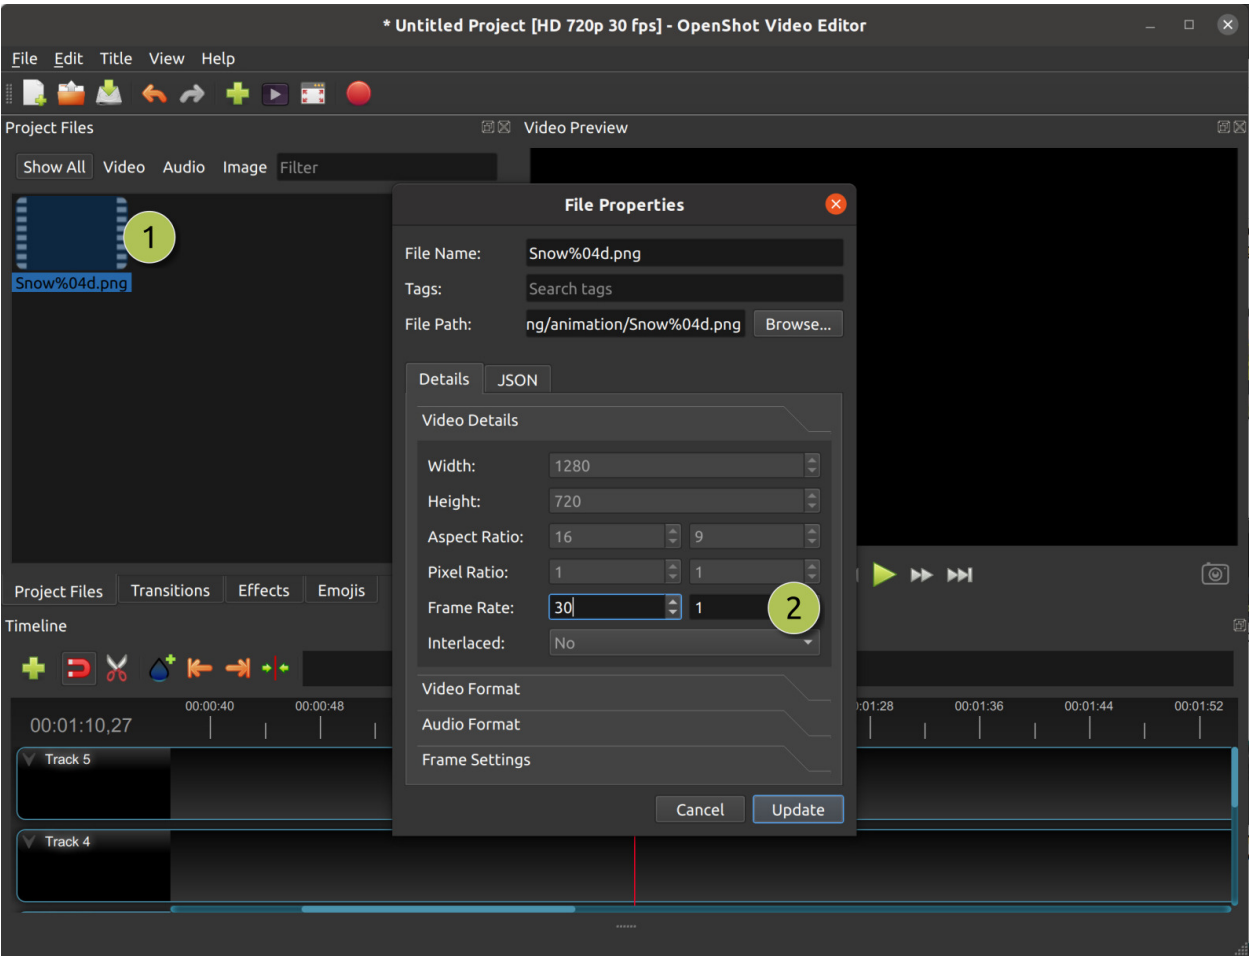 * Untitled Project [HD 720p 30 fps] - OpenShot Video Editor
File Edit Title View Help
Project Files
Video Preview
Show All Video Audio Image Filter
1
Snow%04d.png
File Properties
File Name: Snow%04d.png
Tags: Search tags
File Path: ng/animation/Snow%04d.png Browse...
Details JSON
Video Details
Width: 1280
Height: 720
Aspect Ratio: 16 9
Pixel Ratio: 1 1
Frame Rate: 30 1
2
Interlaced: No
Video Format
Audio Format
Frame Settings
Cancel Update
Project Files Transitions Effects Emojis
Timeline
00:01:10,27
00:00:40 00:00:48 :01:28 00:01:36 00:01:44 00:01:52
Track 5
Track 4